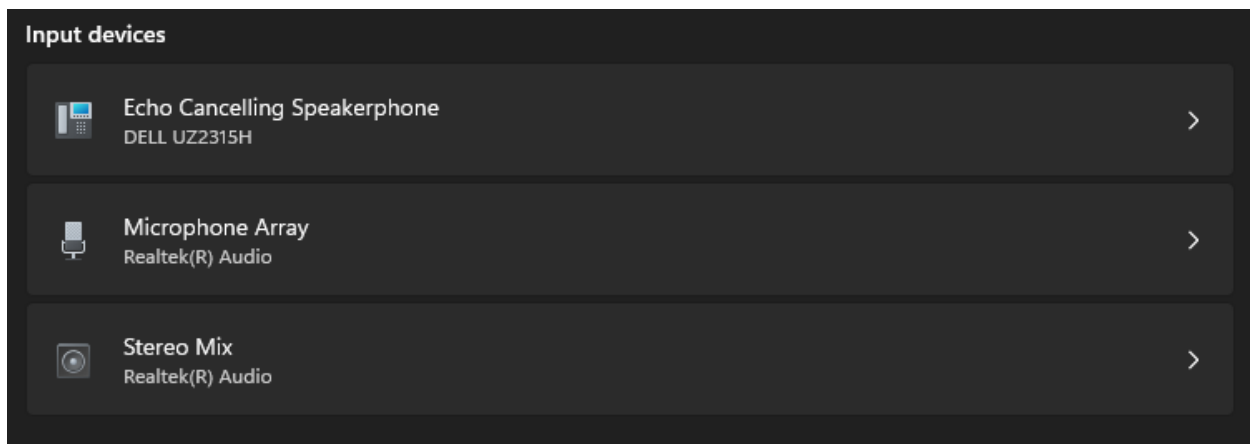 Input devices
Echo Cancelling Speakerphone
DELL UZ2315H
Microphone Array
Realtek(R) Audio
Stereo Mix
Realtek(R) Audio